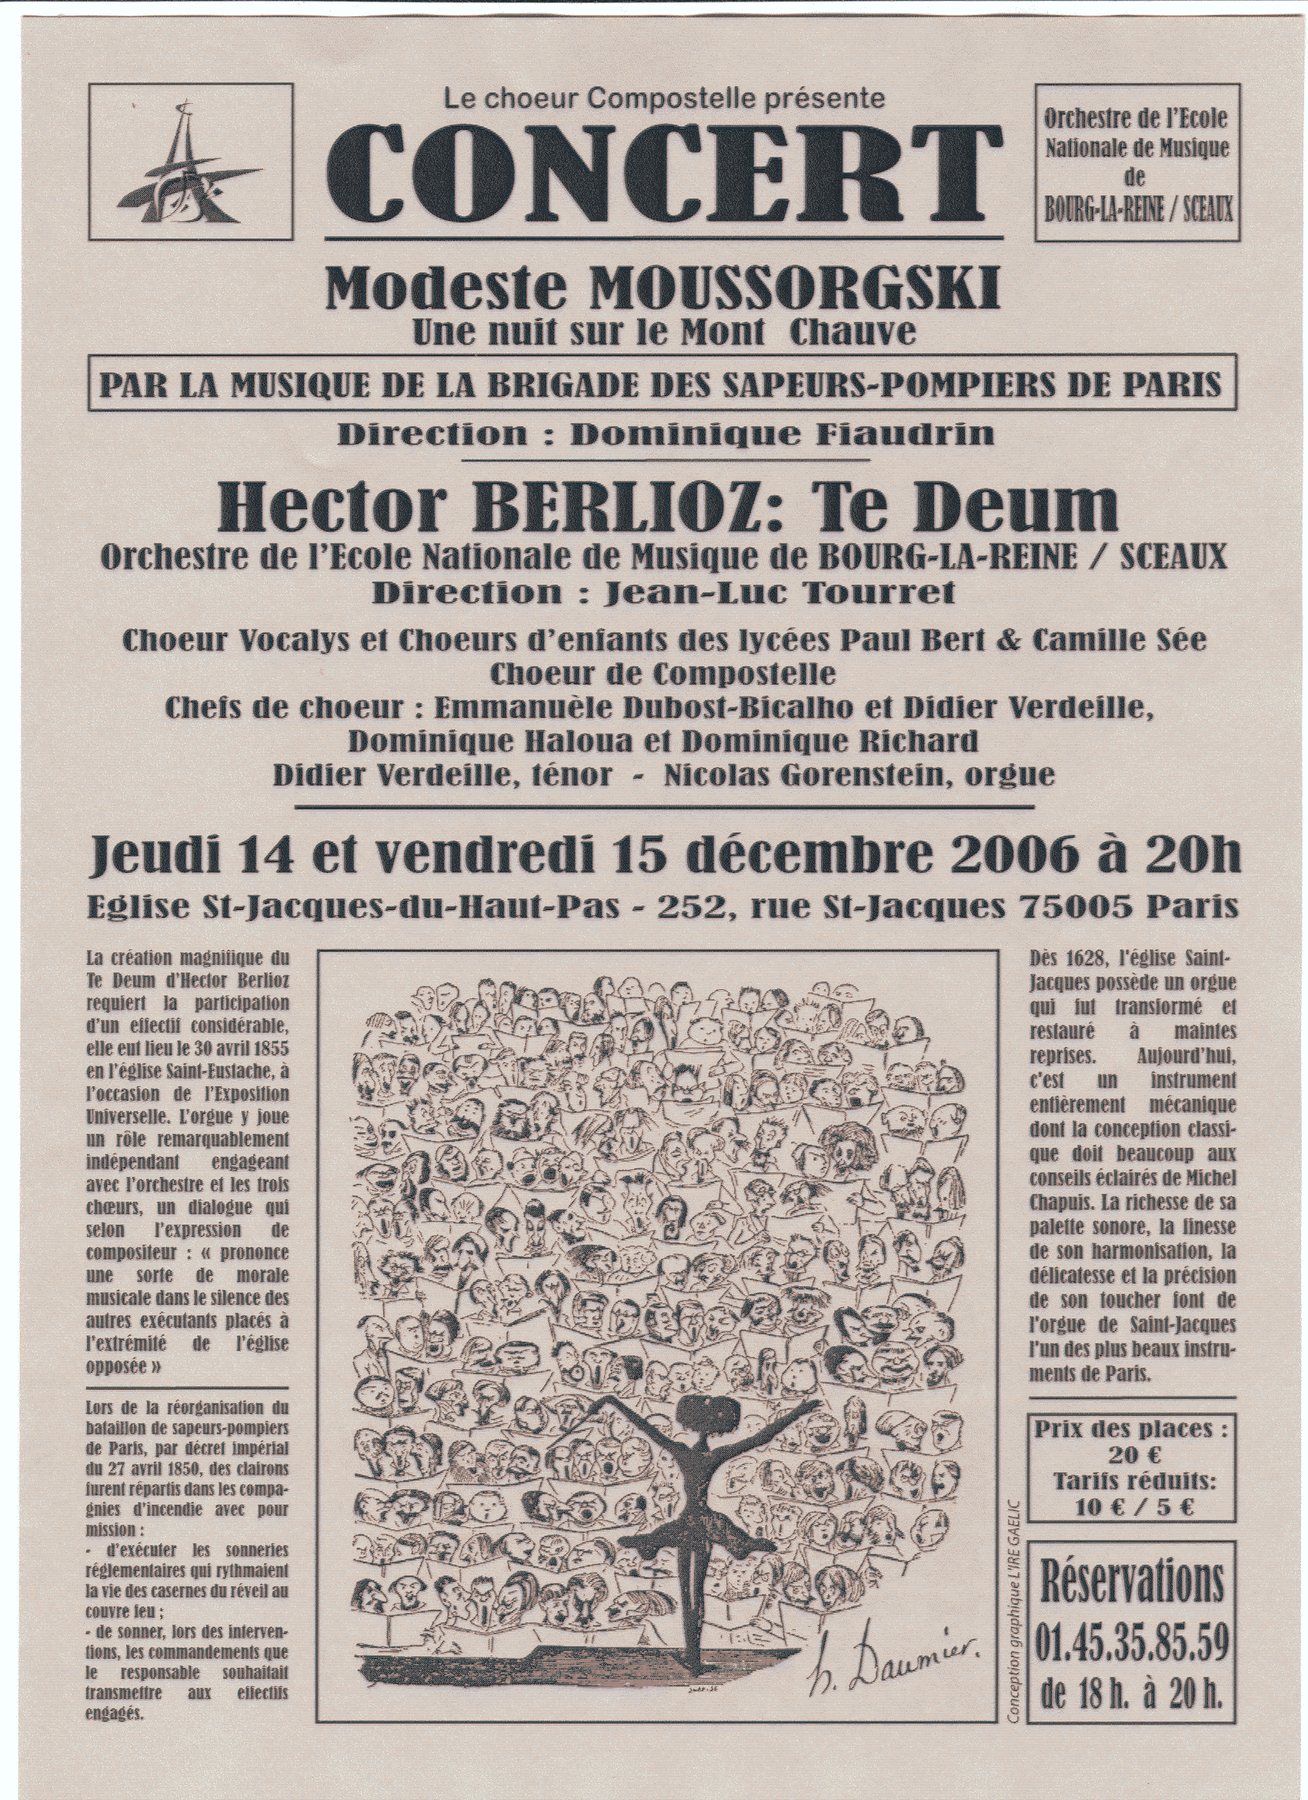 Le choeur Compostelle présente
CONCERT
Orchestre de l'Ecole
Nationale de Musique
de
BOURG-LA-REINE / SCEAUX
Modeste MOUSSORGSKI
Une nuit sur le Mont Chauve
PAR LA MUSIQUE DE LA BRIGADE DES SAPEURS-POMPIERS DE PARIS
Direction : Dominique Fiaudrin
Hector BERLIOZ: Te Deum
Orchestre de l'Ecole Nationale de Musique de BOURG-LA-REINE / SCEAUX
Direction : Jean-Luc Tourret
Choeur Vocalys et Choeurs d'enfants des lycées Paul Bert & Camille Sée
Choeur de Compostelle
Chefs de choeur : Emmanuèle Dubost-Bicalho et Didier Verdeille,
Dominique Haloua et Dominique Richard
Didier Verdeille, ténor - Nicolas Gorenstein, orgue
Jeudi 14 et vendredi 15 décembre 2006 à 20h
Eglise St-Jacques-du-Haut-Pas - 252, rue St-Jacques 75005 Paris
La création magnifique du
Te Deum d'Hector Berlioz
requiert la participation
d'un effectif considérable,
elle eut lieu le 30 avril 1855
en l'église Saint-Eustache, à
l'occasion de l'Exposition
Universelle. L'orgue y joue
un rôle remarquablement
indépendant engageant
avec l'orchestre et les trois
chœurs, un dialogue qui
selon l'expression de
compositeur : « prononce
une sorte de morale
musicale dans le silence des
autres exécutants placés à
l'extrémité de l'église
opposée »
Lors de la réorganisation du
bataillon de sapeurs-pompiers
de Paris, par décret impérial
du 27 avril 1850, des clairons
furent répartis dans les compa-
gnies d'incendie avec pour
mission :
- d'exécuter les sonneries
réglementaires qui rythmaient
la vie des casernes du réveil au
couvre feu ;
- de sonner, lors des interven-
tions, les commandements que
le responsable souhaitait
transmettre aux effectifs
engagés.
h. Daumier.
Conception graphique L'IRE GAELIC
Dès 1628, l'église Saint-
Jacques possède un orgue
qui fut transformé et
restauré à maintes
reprises. Aujourd'hui,
c'est un instrument
entièrement mécanique
dont la conception classi-
que doit beaucoup aux
conseils éclairés de Michel
Chapuis. La richesse de sa
palette sonore, la finesse
de son harmonisation, la
délicatesse et la précision
de son toucher font de
l'orgue de Saint-Jacques
l'un des plus beaux instru-
ments de Paris.
Prix des places :
20 €
Tarifs réduits:
10 € / 5 €
Réservations
01.45.35.85.59
de 18 h. à 20 h.